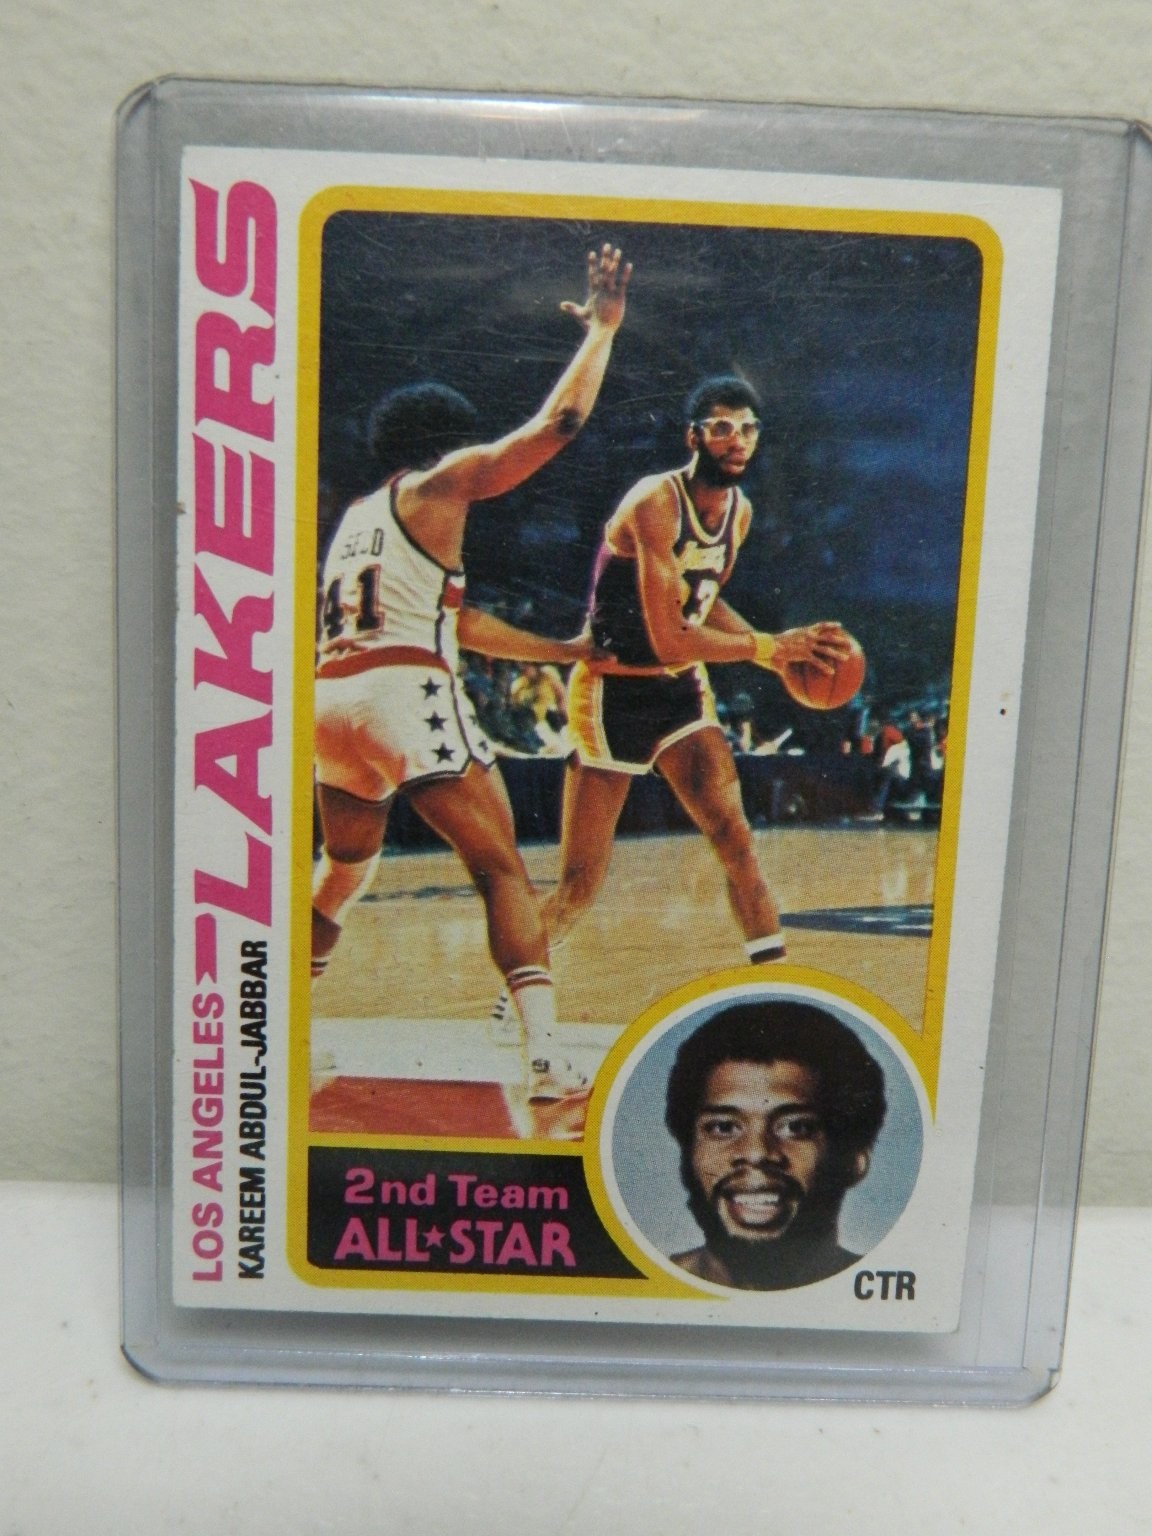 LOS ANGELES
LAKERS
KAREEM ABDUL-JABBAR
41
2nd Team
ALL★STAR
CTR